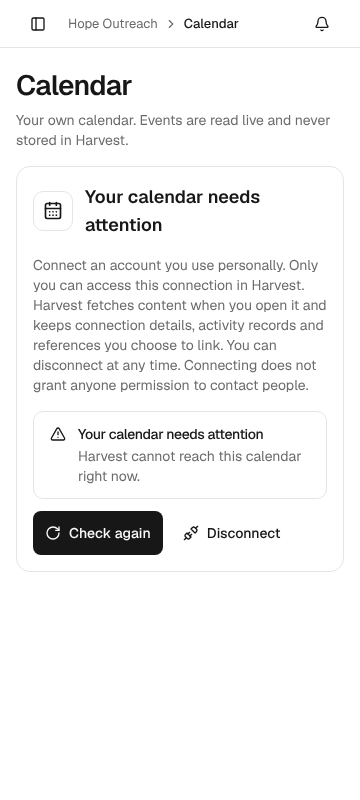 Hope Outreach > Calendar
Calendar
Your own calendar. Events are read live and never
stored in Harvest.
Your calendar needs
attention
Connect an account you use personally. Only
you can access this connection in Harvest.
Harvest fetches content when you open it and
keeps connection details, activity records and
references you choose to link. You can
disconnect at any time. Connecting does not
grant anyone permission to contact people.
Your calendar needs attention
Harvest cannot reach this calendar
right now.
Check again Disconnect